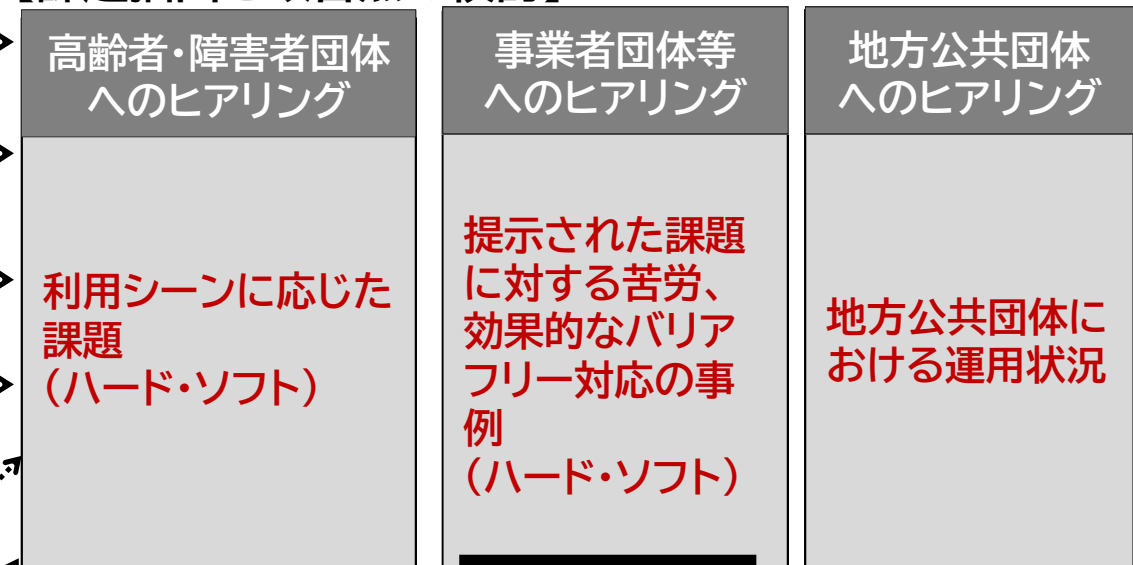 高齢者・障害者団体
へのヒアリング
利用シーンに応じた
課題
（ハード・ソフト）
事業者団体等
へのヒアリング
提示された課題
に対する苦労、
効果的なバリア
フリー対応の事
例
（ハード・ソフト）
地方公共団体
へのヒアリング
地方公共団体に
おける運用状況